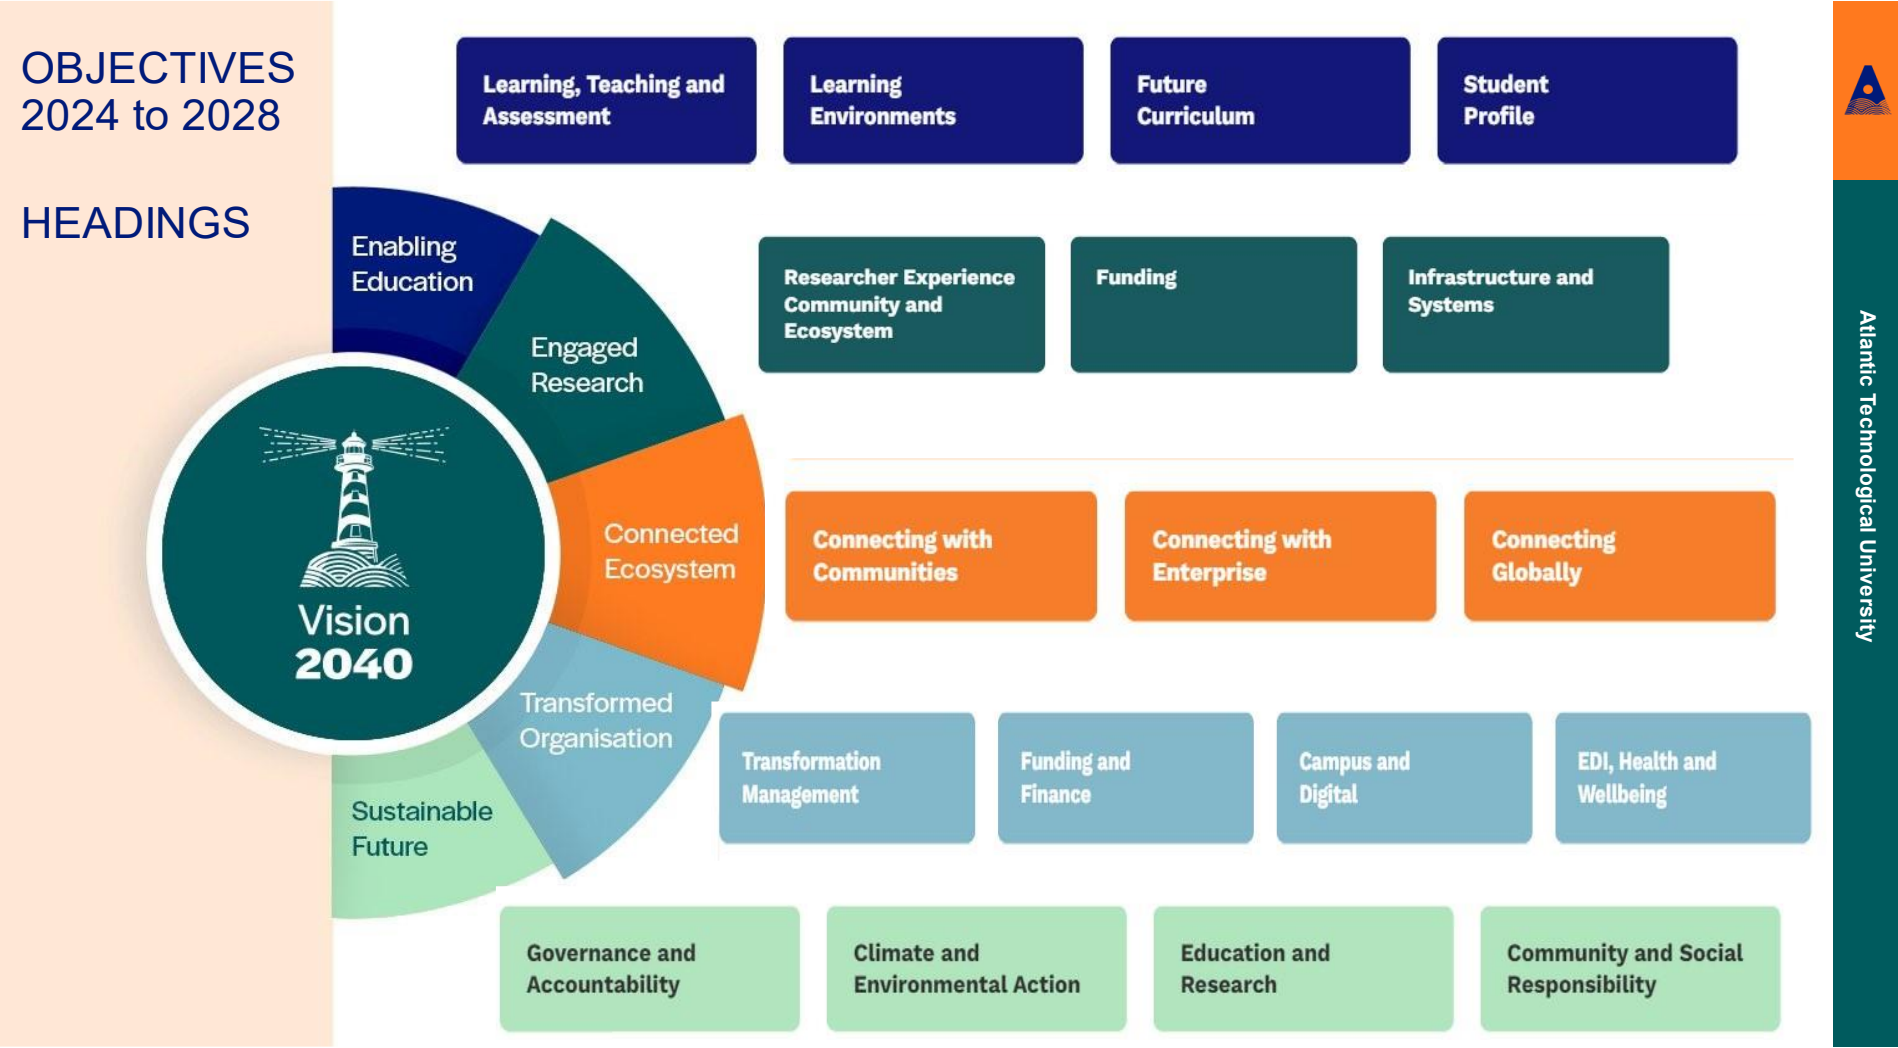 OBJECTIVES
2024 to 2028
HEADINGS
Learning, Teaching and
Assessment
Learning
Environments
Future
Curriculum
Student
Profile
Enabling
Education
Engaged
Research
Researcher Experience
Community and
Ecosystem
Funding
Infrastructure and
Systems
Connected
Ecosystem
Connecting with
Communities
Connecting with
Enterprise
Connecting
Globally
Vision
2040
Transformed
Organisation
Transformation
Management
Funding and
Finance
Campus and
Digital
EDI, Health and
Wellbeing
Sustainable
Future
Governance and
Accountability
Climate and
Environmental Action
Education and
Research
Community and Social
Responsibility
Atlantic Technological University